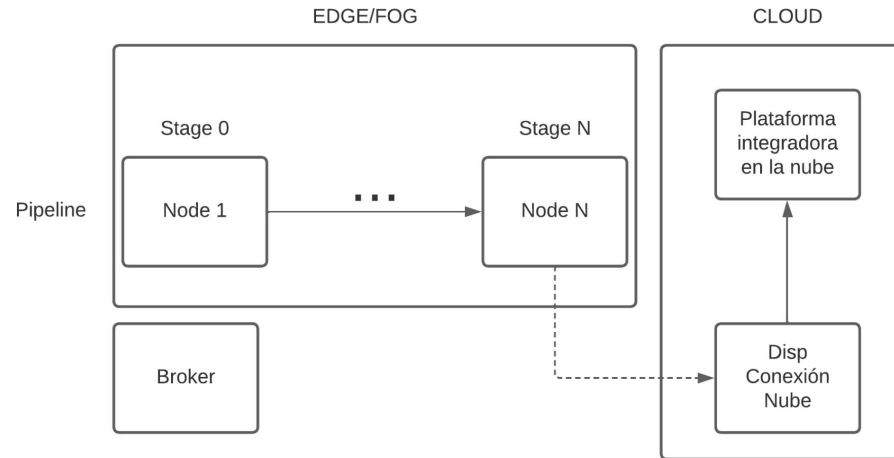 EDGE/FOG
CLOUD
Stage 0
Stage N
Pipeline
Node 1
...
Node N
Plataforma
integradora
en la nube
Broker
Disp
Conexión
Nube